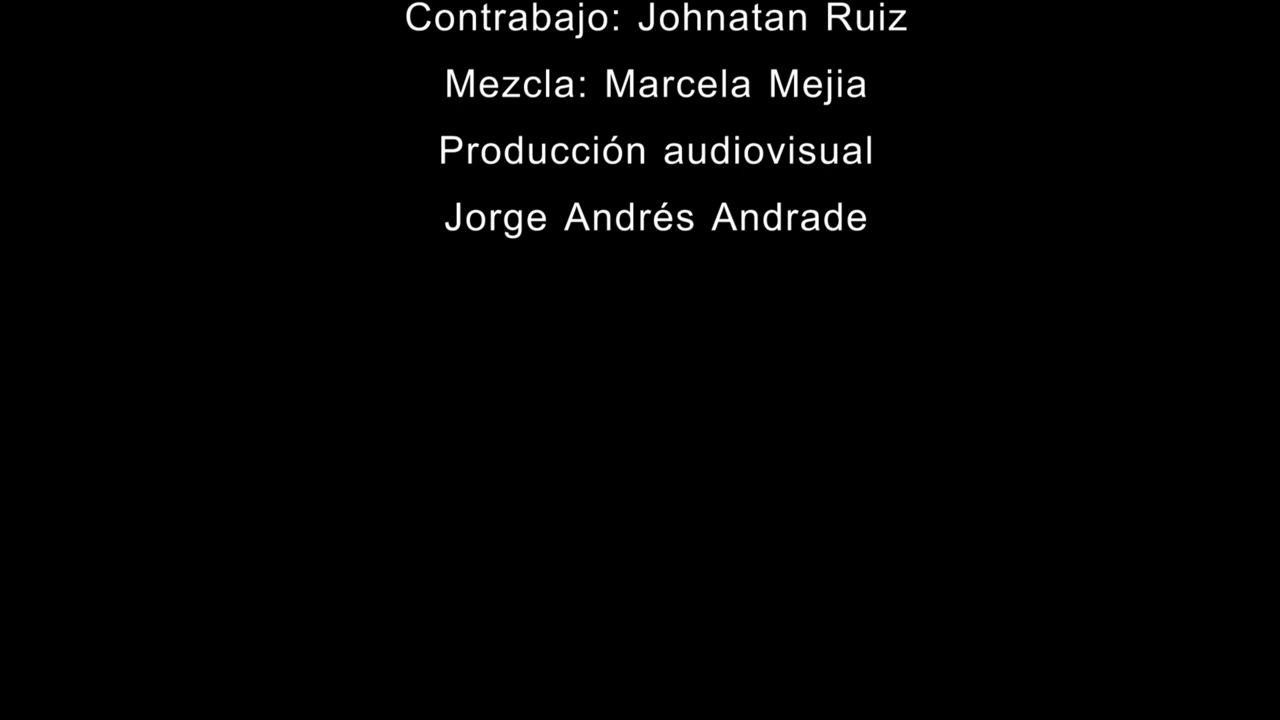 Contrabajo: Johnatan Ruiz
Mezcla: Marcela Mejia
Producción audiovisual
Jorge Andrés Andrade